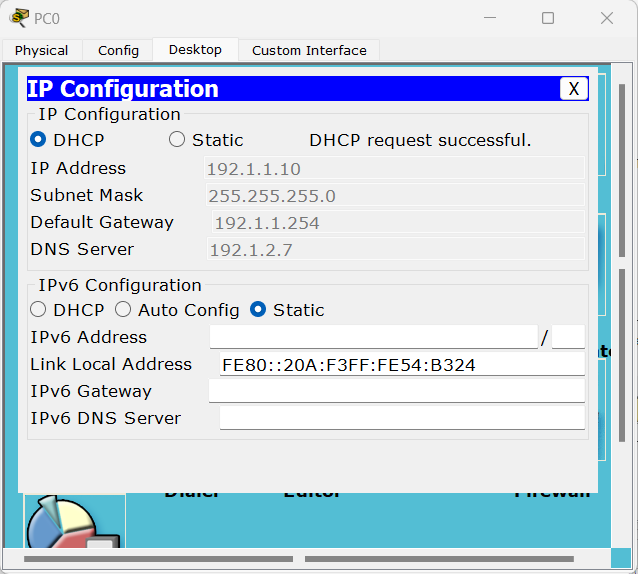 PC0
Physical Config Desktop Custom Interface
IP Configuration X
IP Configuration
DHCP Static DHCP request successful.
IP Address 192.1.1.10
Subnet Mask 255.255.255.0
Default Gateway 192.1.1.254
DNS Server 192.1.2.7
IPv6 Configuration
DHCP Auto Config Static
IPv6 Address /
Link Local Address FE80::20A:F3FF:FE54:B324
IPv6 Gateway
IPv6 DNS Server
Dialer Editor Firewall